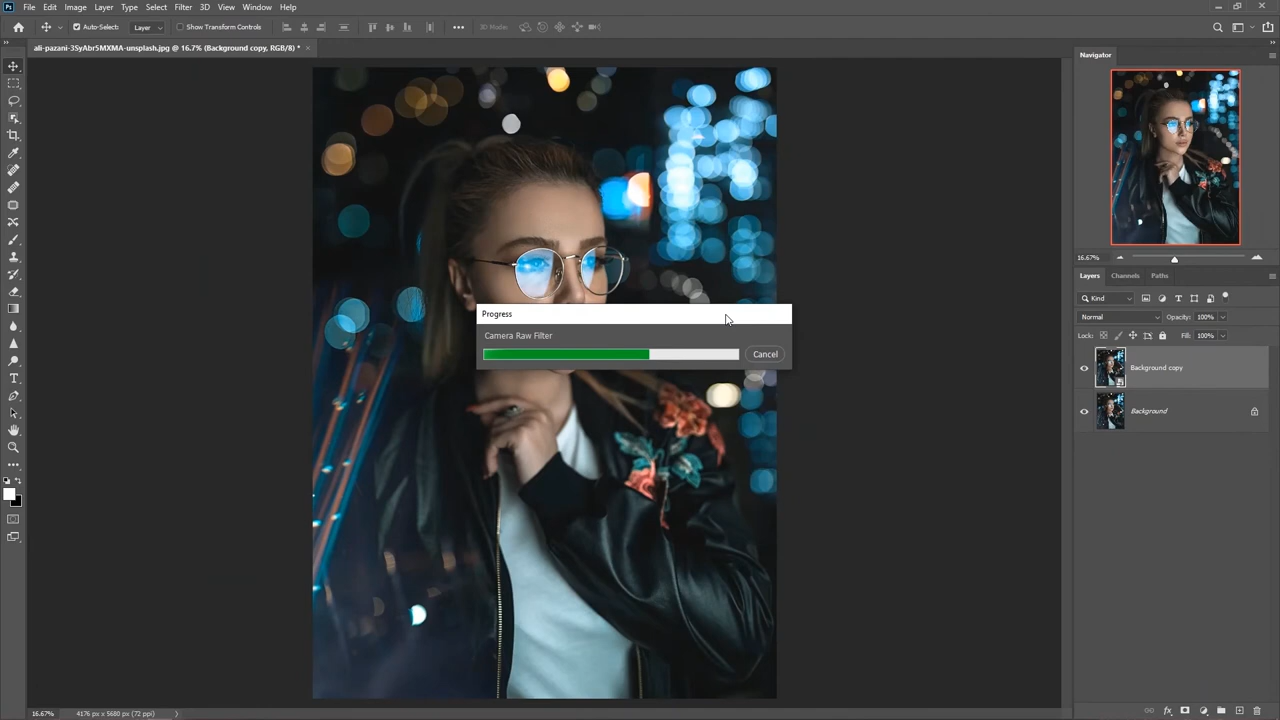 Ps File Edit Image Layer Type Select Filter 3D View Window Help
Auto-Select: Layer Show Transform Controls 3D Mode:
ali-pazani-3SyAbr5MXMA-unsplash.jpg @ 16.7% (Background copy, RGB/8) *
Navigator
16.67%
Layers Channels Paths
Kind
Normal Opacity: 100%
Lock: Fill: 100%
Background copy
Background
Progress
Camera Raw Filter
Cancel
16.67% 4176 px x 5680 px (72 ppi)